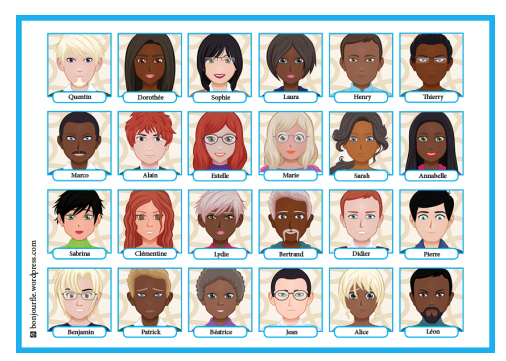 Quentin
Dorothée
Sophie
Laura
Henry
Thierry
Marco
Alain
Estelle
Marie
Sarah
Annabelle
Sabrina
Clémentine
Lydie
Bertrand
Didier
Pierre
Benjamin
Patrick
Béatrice
Jean
Alice
Léon
bonjourfle.wordpress.com